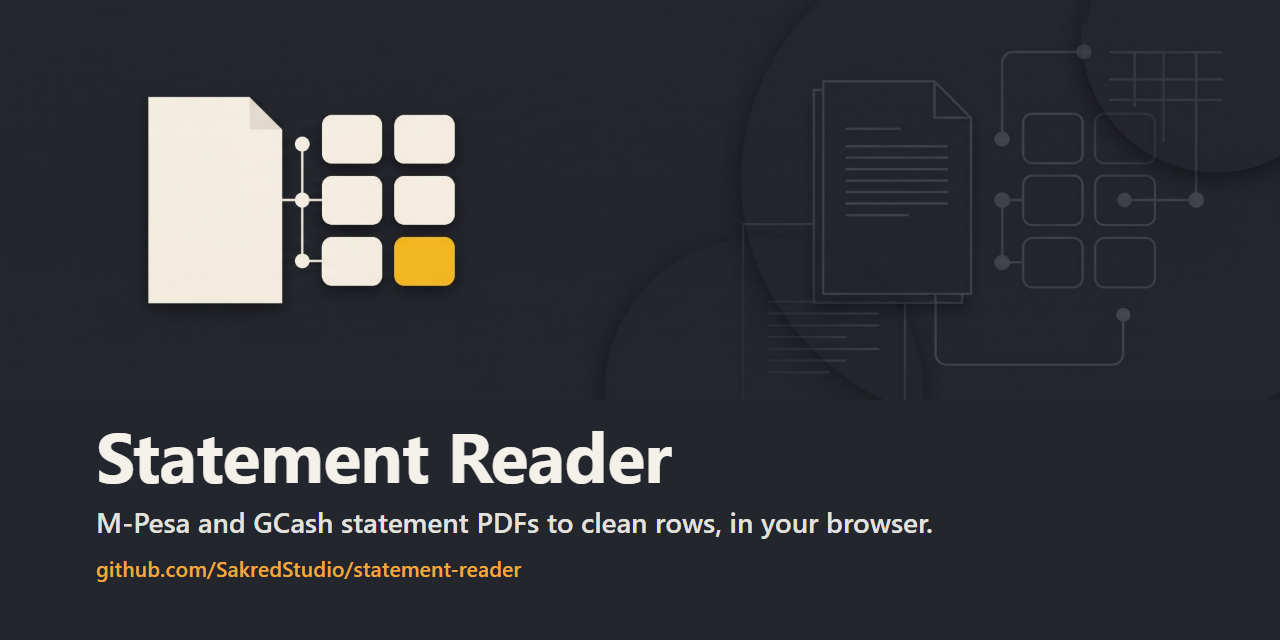 Statement Reader
M-Pesa and GCash statement PDFs to clean rows, in your browser.
github.com/SakredStudio/statement-reader